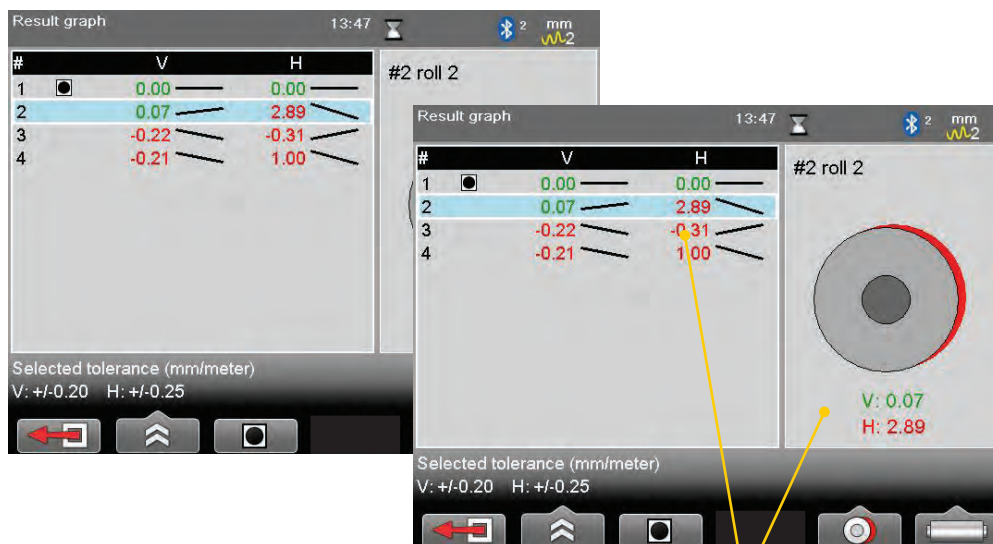 Result graph 13:47 2 mm
2
# V H
1 0.00 0.00
2 0.07 2.89
3 -0.22 -0.31
4 -0.21 1.00
#2 roll 2
Selected tolerance (mm/meter)
V: +/-0.20 H: +/-0.25
Result graph 13:47 2 mm
2
# V H
1 0.00 0.00
2 0.07 2.89
3 -0.22 -0.31
4 -0.21 1.00
#2 roll 2
V: 0.07
H: 2.89
Selected tolerance (mm/meter)
V: +/-0.20 H: +/-0.25